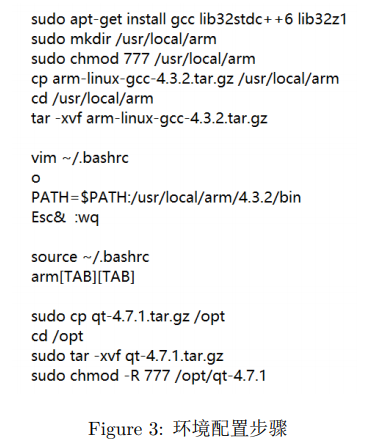 sudo apt-get install gcc lib32stdc++6 lib32z1
sudo mkdir /usr/local/arm
sudo chmod 777 /usr/local/arm
cp arm-linux-gcc-4.3.2.tar.gz /usr/local/arm
cd /usr/local/arm
tar -xvf arm-linux-gcc-4.3.2.tar.gz
vim ~/.bashrc
o
PATH=$PATH:/usr/local/arm/4.3.2/bin
Esc& :wq
source ~/.bashrc
arm[TAB][TAB]
sudo cp qt-4.7.1.tar.gz /opt
cd /opt
sudo tar -xvf qt-4.7.1.tar.gz
sudo chmod -R 777 /opt/qt-4.7.1
Figure 3: 环境配置步骤